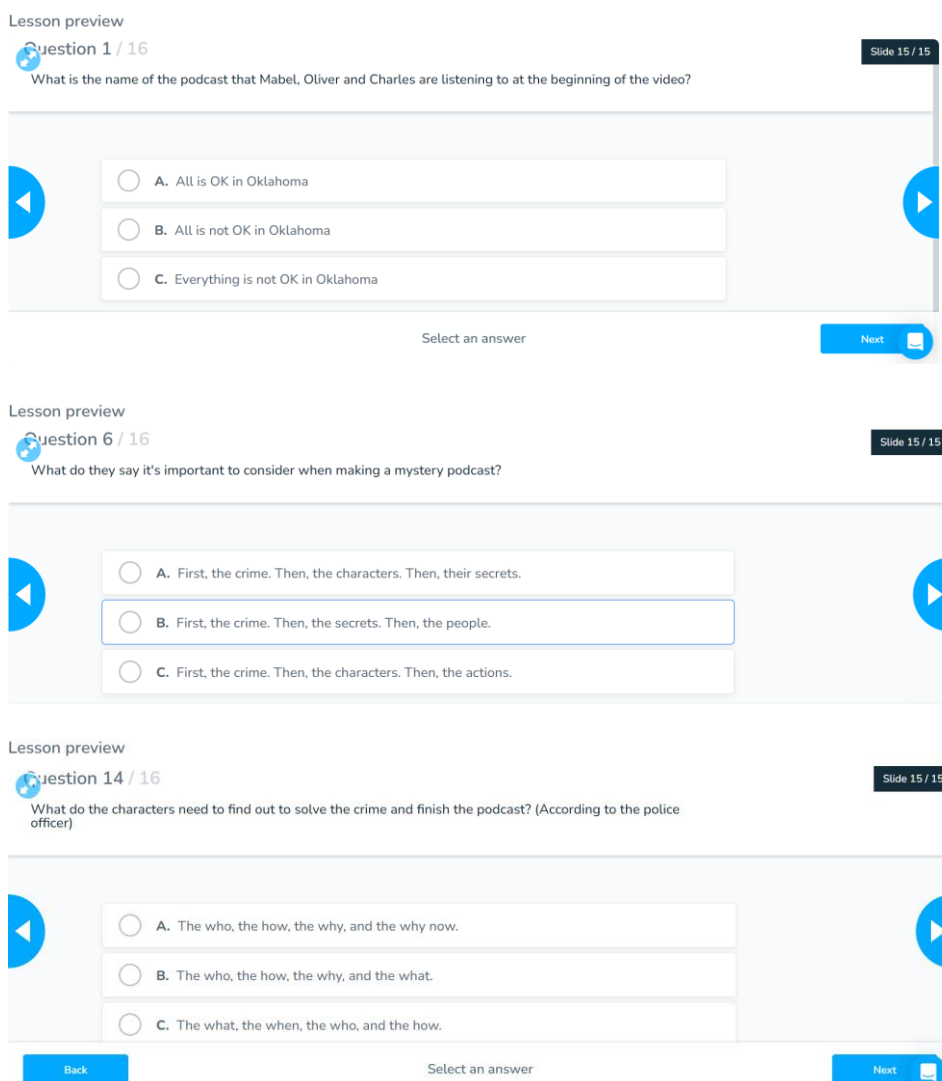 Lesson preview
Question 1 / 16
Slide 15 / 15
What is the name of the podcast that Mabel, Oliver and Charles are listening to at the beginning of the video?
A. All is OK in Oklahoma
B. All is not OK in Oklahoma
C. Everything is not OK in Oklahoma
Select an answer
Next
Lesson preview
Question 6 / 16
Slide 15 / 15
What do they say it's important to consider when making a mystery podcast?
A. First, the crime. Then, the characters. Then, their secrets.
B. First, the crime. Then, the secrets. Then, the people.
C. First, the crime. Then, the characters. Then, the actions.
Lesson preview
Question 14 / 16
Slide 15 / 15
What do the characters need to find out to solve the crime and finish the podcast? (According to the police
officer)
A. The who, the how, the why, and the why now.
B. The who, the how, the why, and the what.
C. The what, the when, the who, and the how.
Back
Select an answer
Next